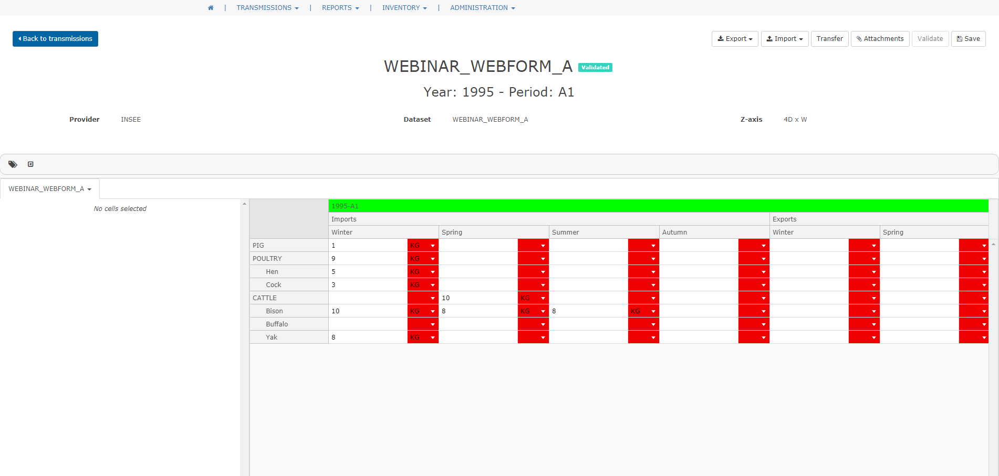 | TRANSMISSIONS | REPORTS | INVENTORY | ADMINISTRATION
Back to transmissions Export Import Transfer Attachments Validate Save
WEBINAR_WEBFORM_A Validated
Year: 1995 - Period: A1
Provider INSEE Dataset WEBINAR_WEBFORM_A Z-axis 4D x W
WEBINAR_WEBFORM_A
No cells selected
1995-A1
Imports Exports
Winter Spring Summer Autumn Winter Spring
PIG 1 KG
POULTRY 9 KG
Hen 5 KG
Cock 3 KG
CATTLE 10 KG
Bison 10 KG 8 KG 8 KG
Buffalo
Yak 8 KG